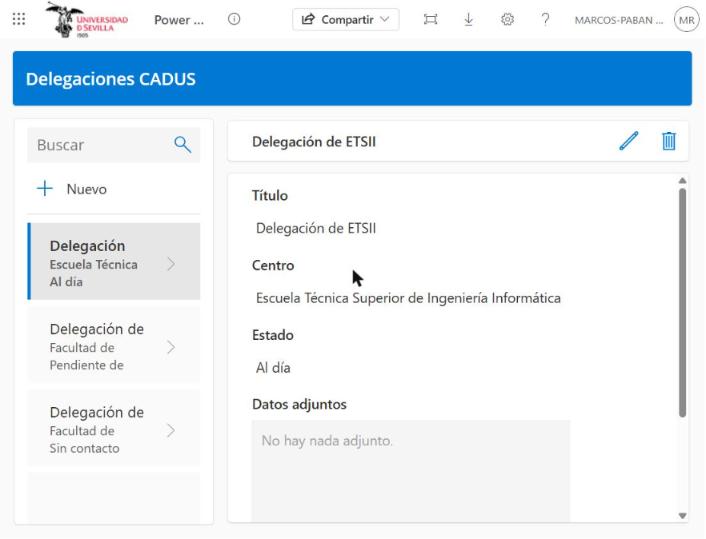 UNIVERSIDAD
D SEVILLA
1505
Power ...
Compartir
?
MARCOS-PABAN ...
MR
Delegaciones CADUS
Buscar
Nuevo
Delegación
Escuela Técnica
Al día
Delegación de
Facultad de
Pendiente de
Delegación de
Facultad de
Sin contacto
Delegación de ETSII
Título
Delegación de ETSII
Centro
Escuela Técnica Superior de Ingeniería Informática
Estado
Al día
Datos adjuntos
No hay nada adjunto.